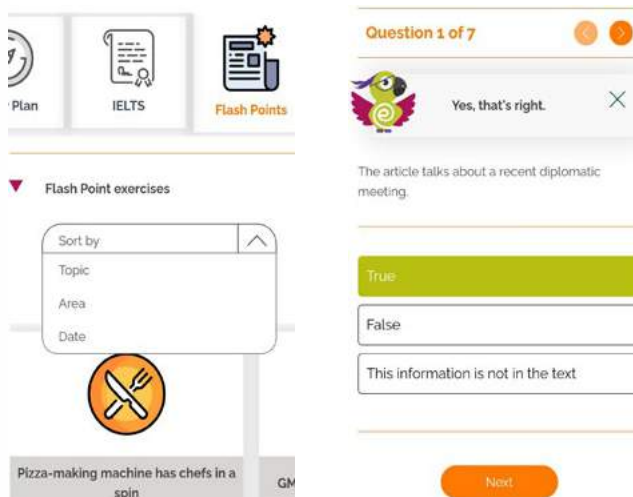 Plan
IELTS
Flash Points
Flash Point exercises
Sort by
Topic
Area
Date
Pizza-making machine has chefs in a
spin
GM
Question 1 of 7
Yes, that's right.
The article talks about a recent diplomatic
meeting.
True
False
This information is not in the text
Next